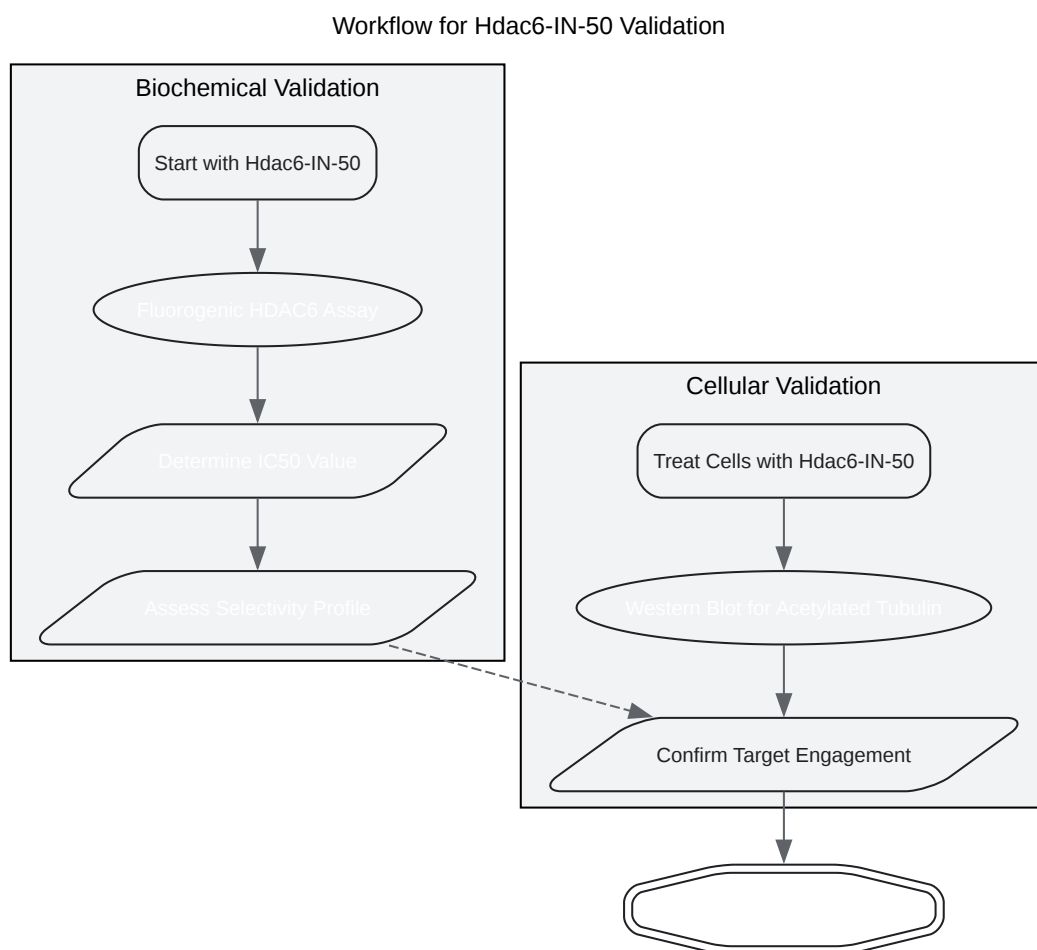 Workflow for Hdac6-IN-50 Validation
Biochemical Validation
Start with Hdac6-IN-50
Fluorogenic HDAC6 Assay
Determine IC50 Value
Assess Selectivity Profile
Cellular Validation
Treat Cells with Hdac6-IN-50
Western Blot for Acetylated Tubulin
Confirm Target Engagement